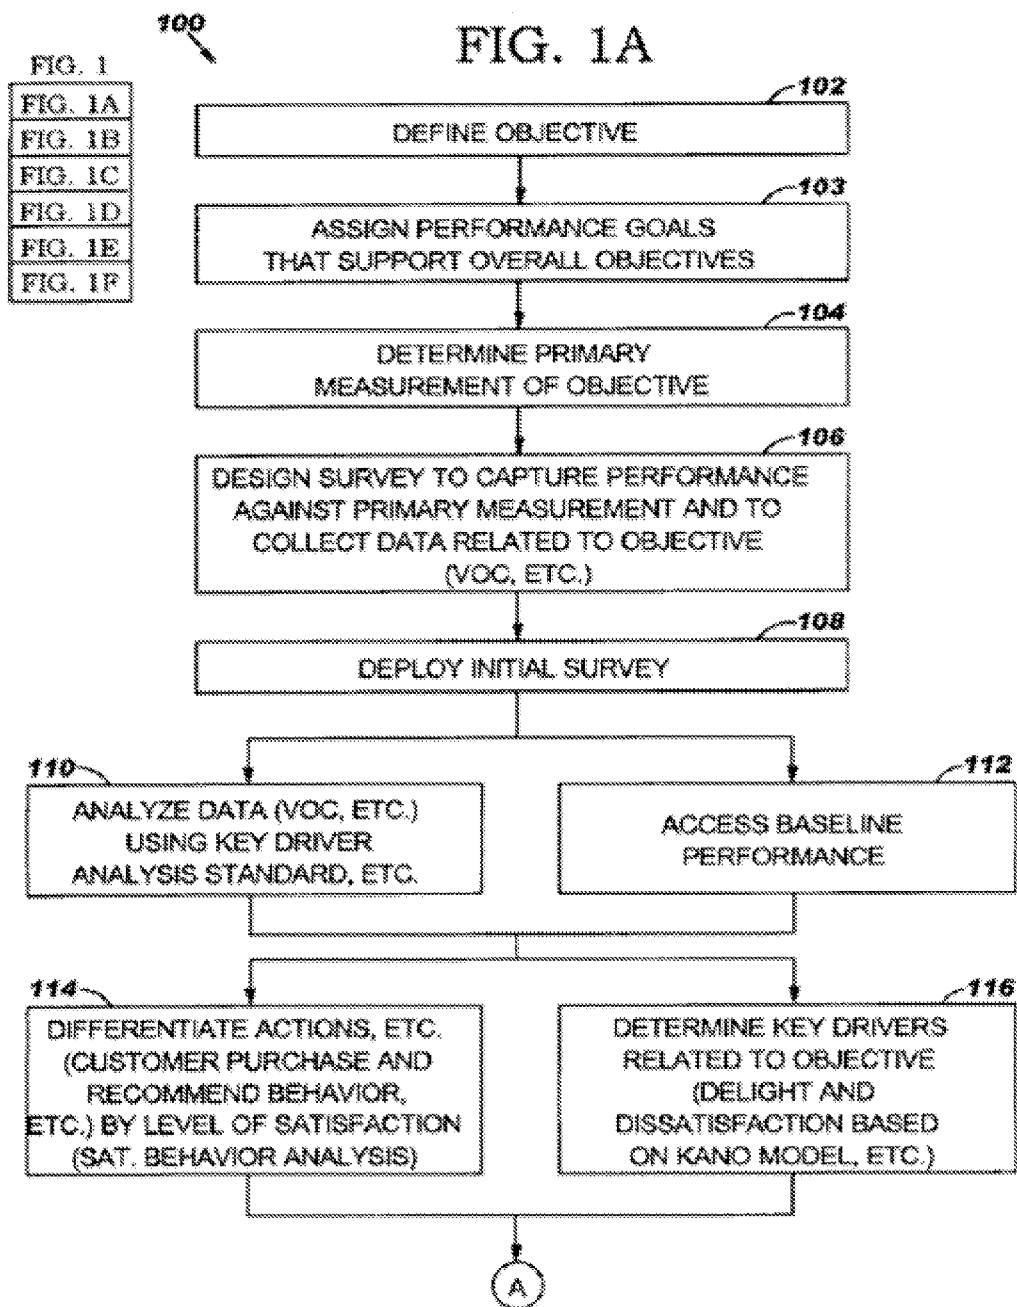 100
FIG. 1A
FIG. 1
FIG. 1A
FIG. 1B
FIG. 1C
FIG. 1D
FIG. 1E
FIG. 1F
102
DEFINE OBJECTIVE
103
ASSIGN PERFORMANCE GOALS
THAT SUPPORT OVERALL OBJECTIVES
104
DETERMINE PRIMARY
MEASUREMENT OF OBJECTIVE
106
DESIGN SURVEY TO CAPTURE PERFORMANCE
AGAINST PRIMARY MEASUREMENT AND TO
COLLECT DATA RELATED TO OBJECTIVE
(VOC, ETC.)
108
DEPLOY INITIAL SURVEY
110
ANALYZE DATA (VOC, ETC.)
USING KEY DRIVER
ANALYSIS STANDARD, ETC.
112
ACCESS BASELINE
PERFORMANCE
114
DIFFERENTIATE ACTIONS, ETC.
(CUSTOMER PURCHASE AND
RECOMMEND BEHAVIOR,
ETC.) BY LEVEL OF SATISFACTION
(SAT. BEHAVIOR ANALYSIS)
116
DETERMINE KEY DRIVERS
RELATED TO OBJECTIVE
(DELIGHT AND
DISSATISFACTION BASED
ON KANO MODEL, ETC.)
A